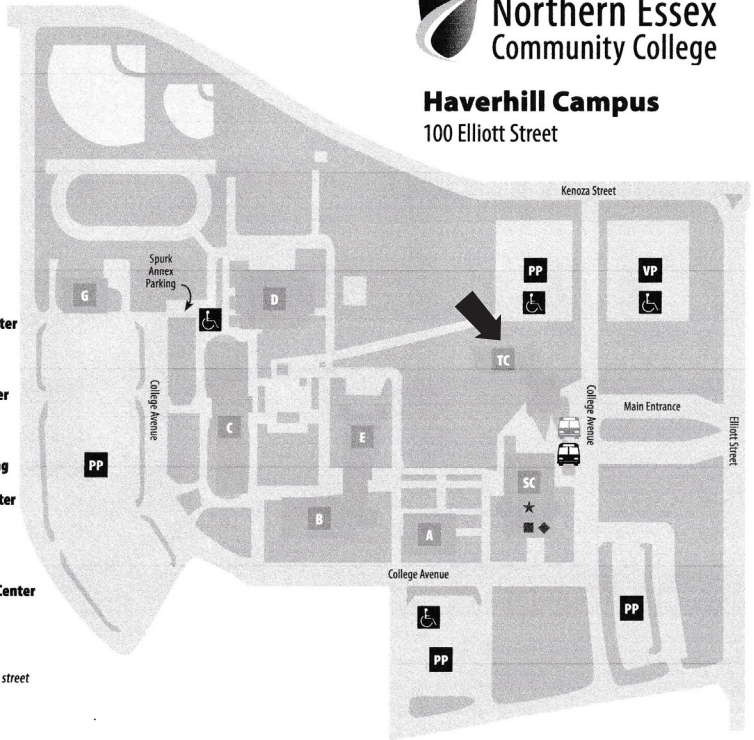 Northern Essex
Community College
Haverhill Campus
100 Elliott Street
Kenoza Street
Spurk
Annex
Parking
PP
VP
G
D
TC
College Avenue
C
E
College Avenue
Main Entrance
Elliott Street
PP
SC
B
A
College Avenue
PP
PP
ter
er
g
ter
Center
street